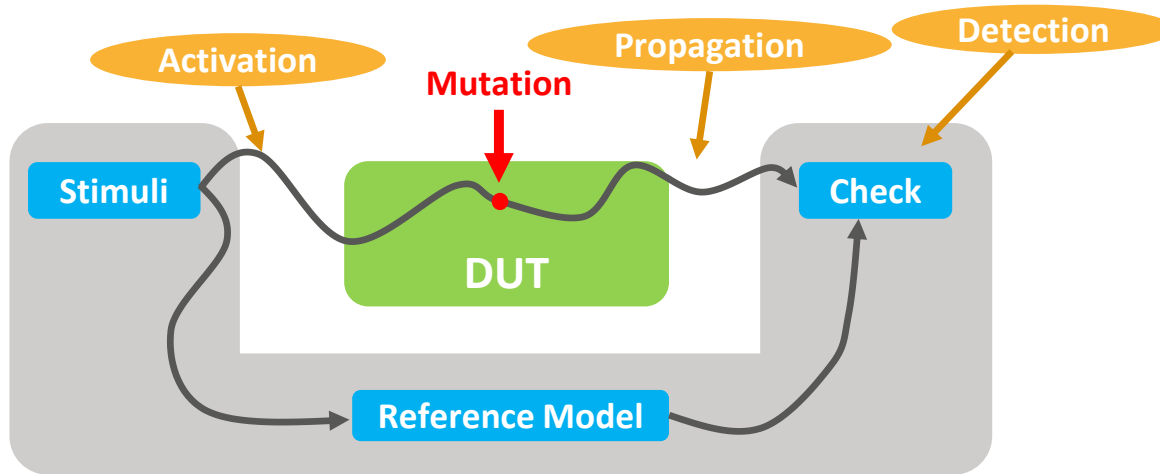 Activation
Propagation
Detection
Mutation
Stimuli
Check
DUT
Reference Model